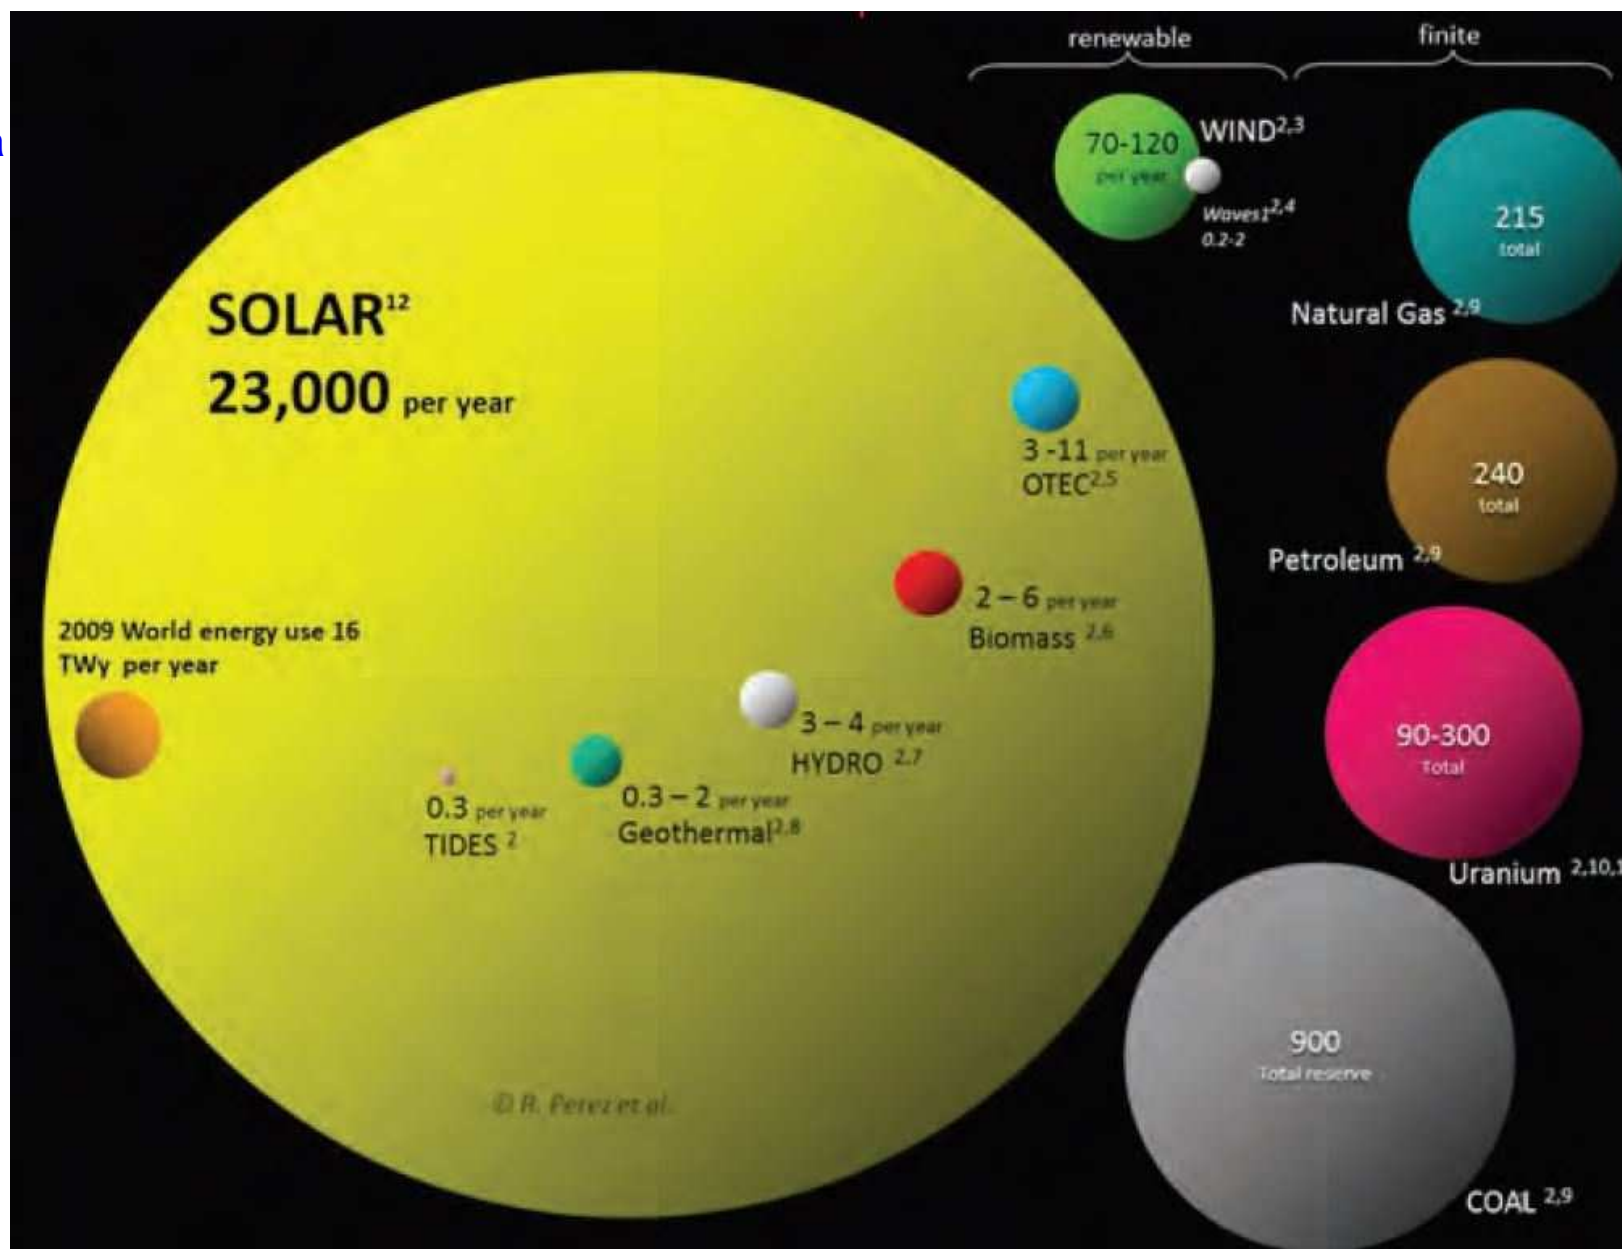 renewable
finite
70-120
per year
WIND2,3
Waves12,4
0.2-2
215
total
Natural Gas 2,9
SOLAR12
23,000 per year
3 -11 per year
OTEC2,5
240
total
Petroleum 2,9
2 – 6 per year
Biomass 2,6
2009 World energy use 16
TWy per year
3 – 4 per year
HYDRO 2,7
90-300
Total
0.3 per year
TIDES 2
0.3 – 2 per year
Geothermal2,8
Uranium 2,10,1
900
Total reserve
© R. Perez et al.
COAL 2,9